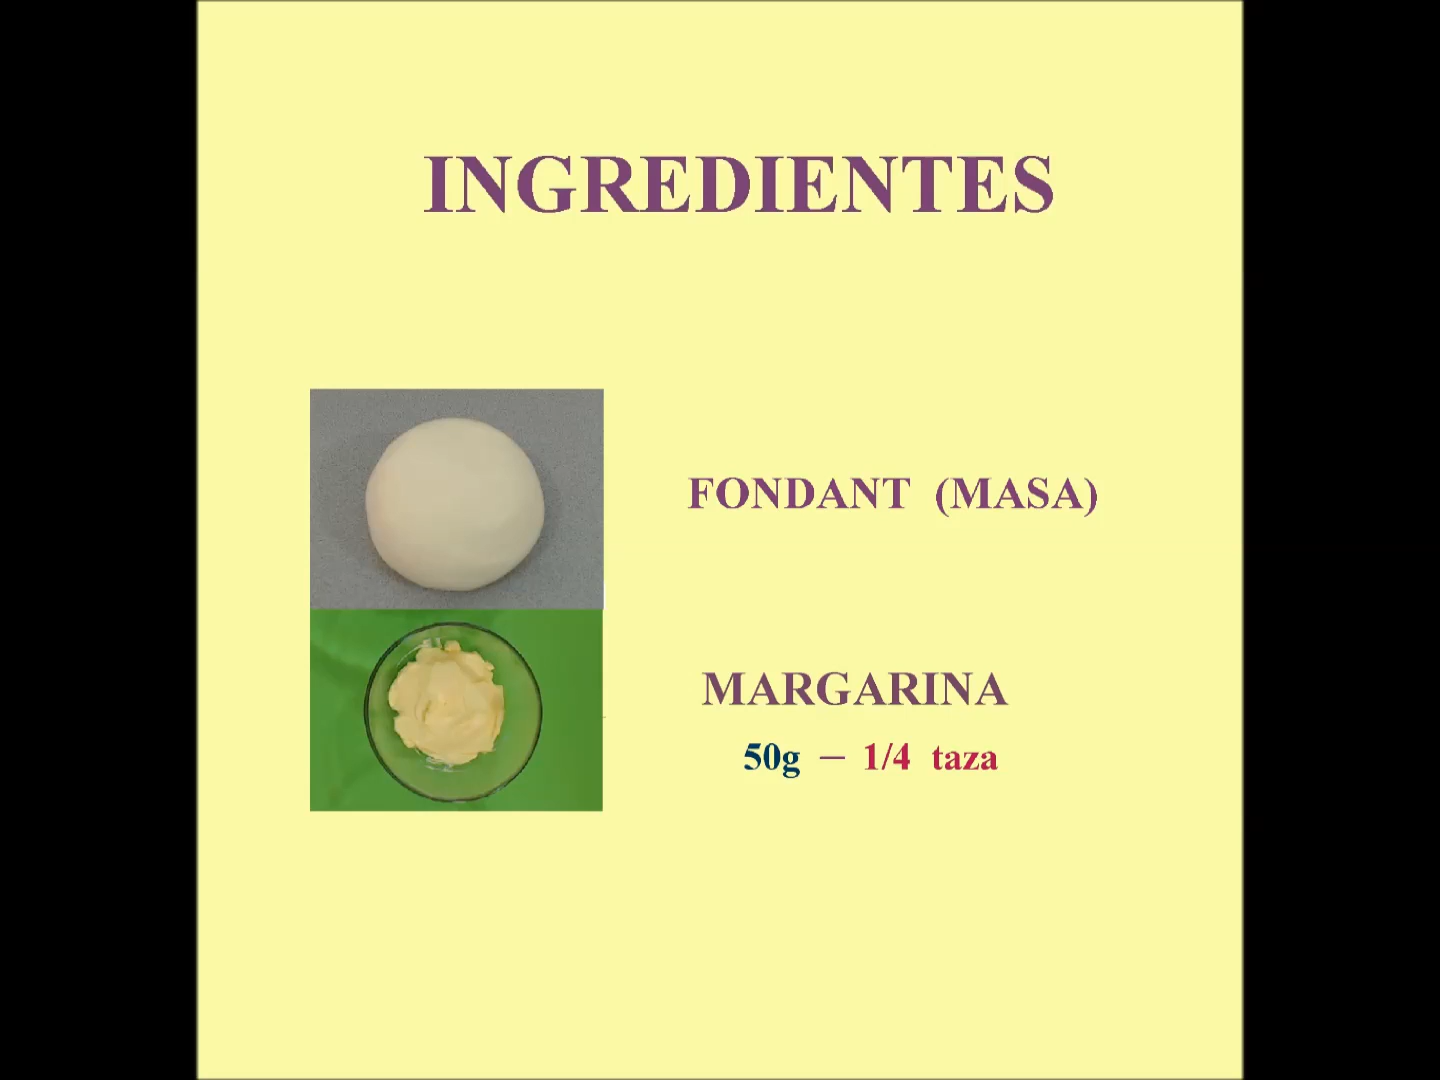 INGREDIENTES
FONDANT (MASA)
MARGARINA
50g – 1/4 taza